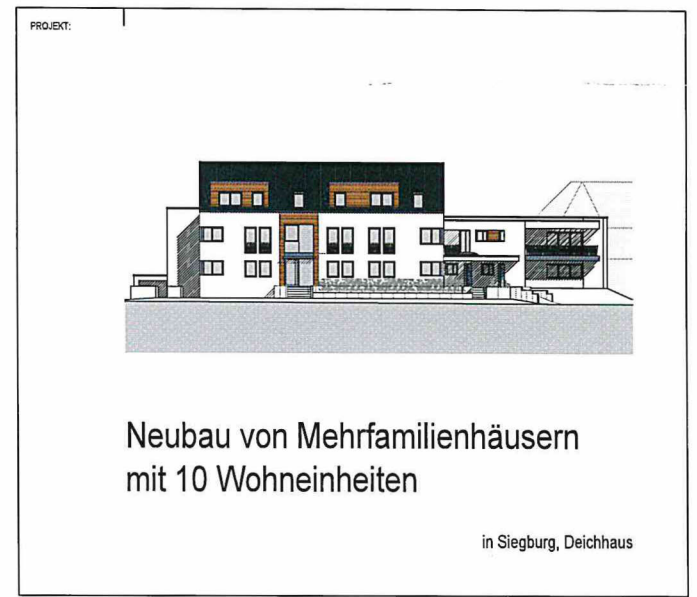 PROJEKT:
Neubau von Mehrfamilienhäusern
mit 10 Wohneinheiten
in Siegburg, Deichhaus